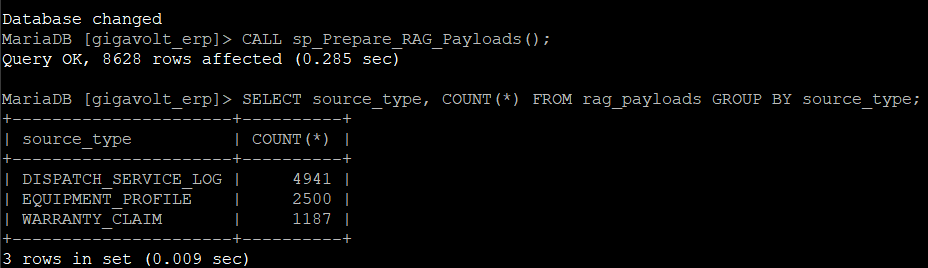 Database changed
MariaDB [gigavolt_erp]> CALL sp_Prepare_RAG_Payloads();
Query OK, 8628 rows affected (0.285 sec)

MariaDB [gigavolt_erp]> SELECT source_type, COUNT(*) FROM rag_payloads GROUP BY source_type;
+----------------------+----------+
| source_type          | COUNT(*) |
+----------------------+----------+
| DISPATCH_SERVICE_LOG |     4941 |
| EQUIPMENT_PROFILE    |     2500 |
| WARRANTY_CLAIM       |     1187 |
+----------------------+----------+
3 rows in set (0.009 sec)